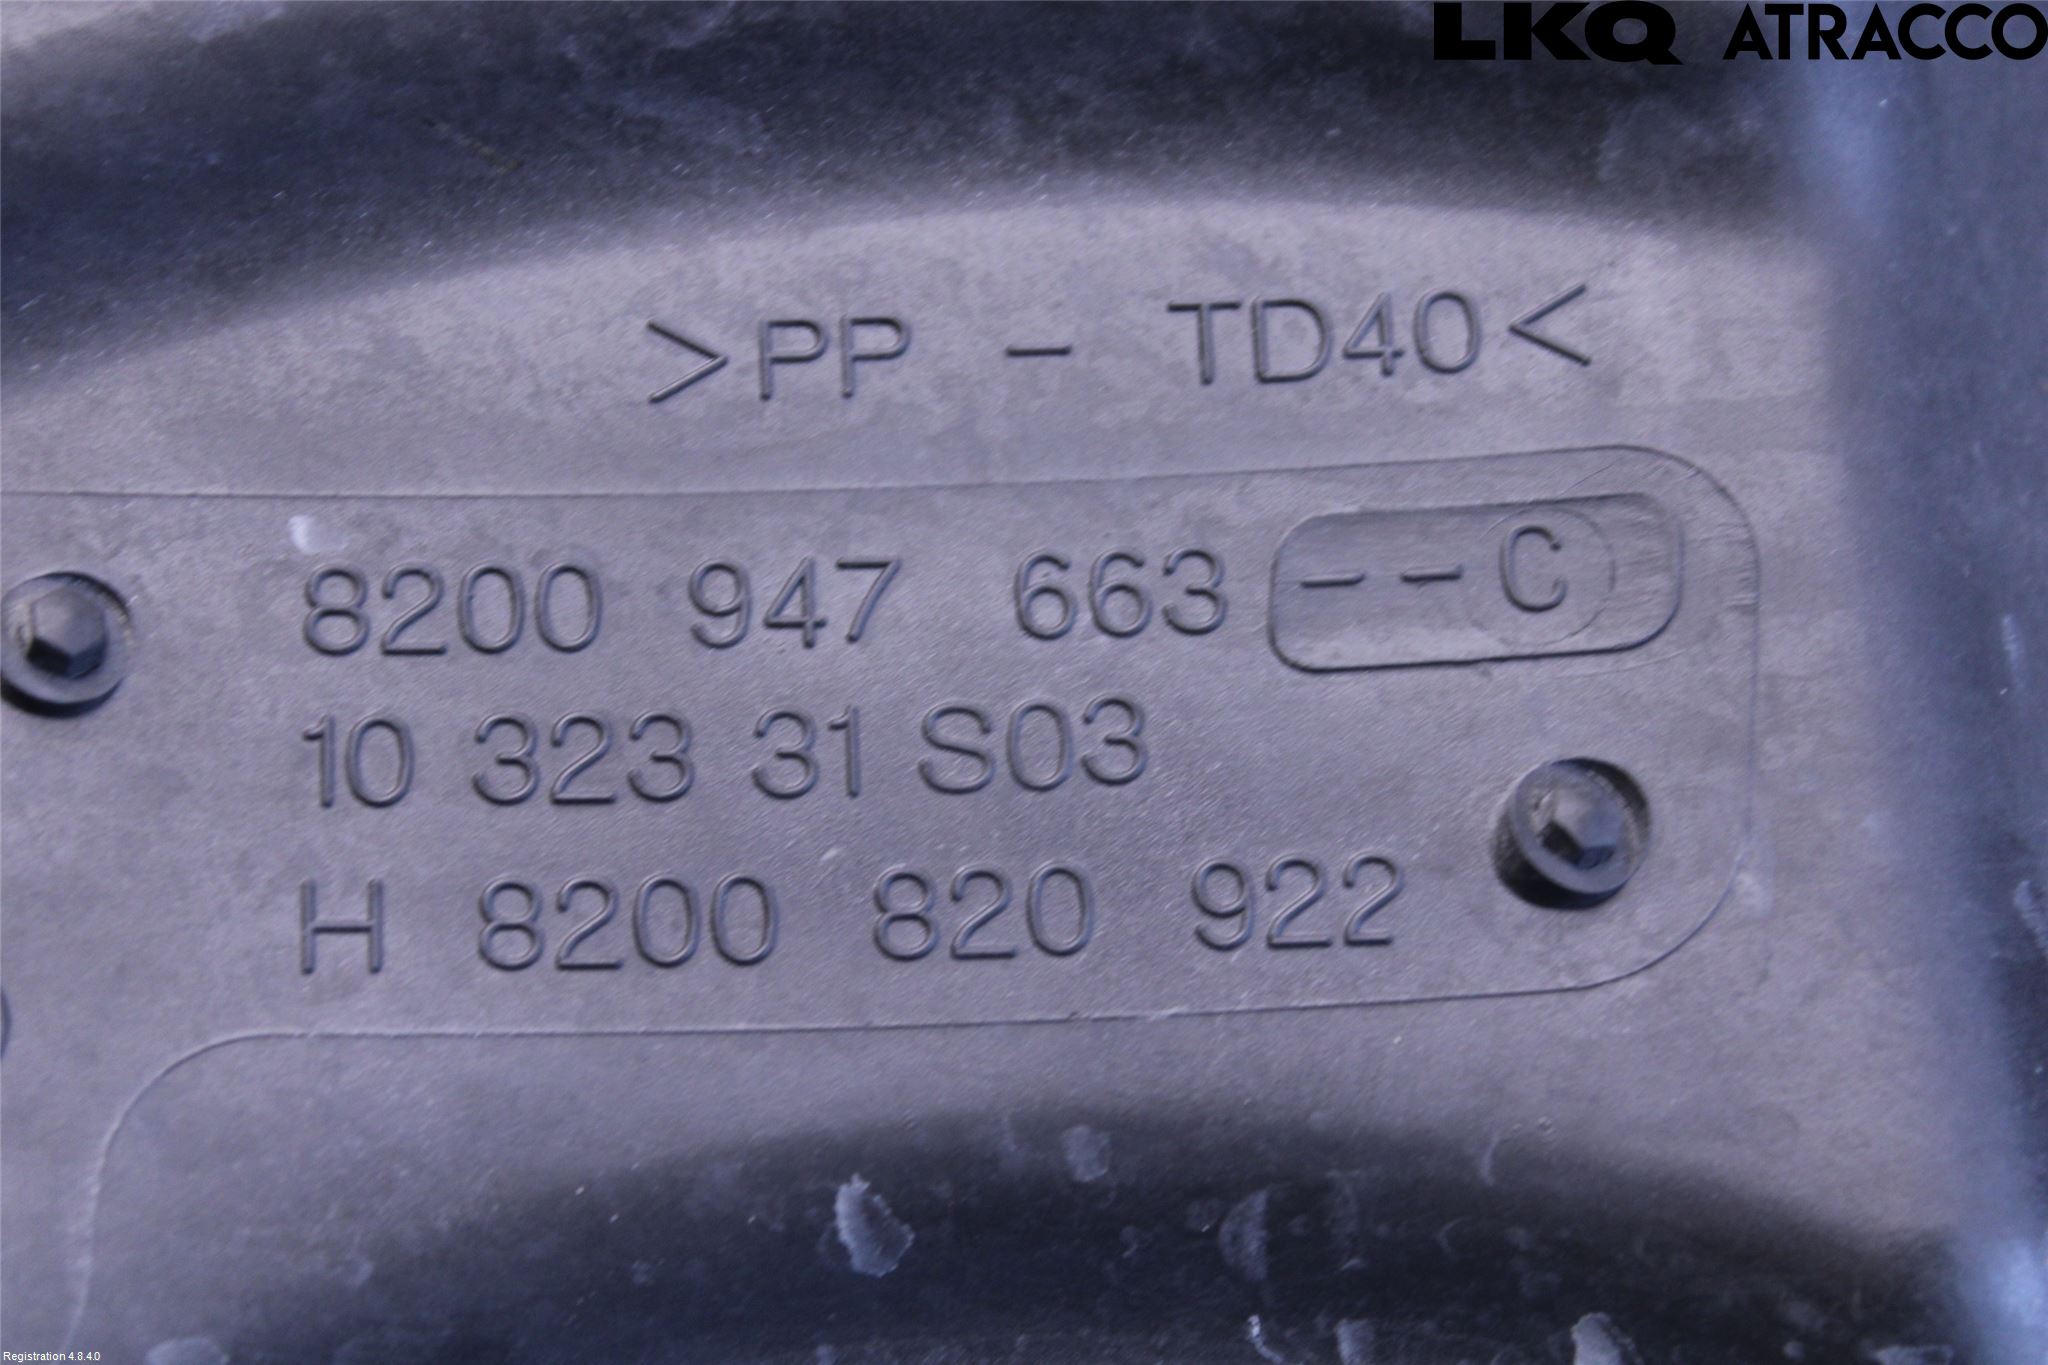 LKQ ATRACCO
>PP - TD40<
8200 947 663 --C
10 323 31 S03
H 8200 820 922
Registration 4.8.4.0